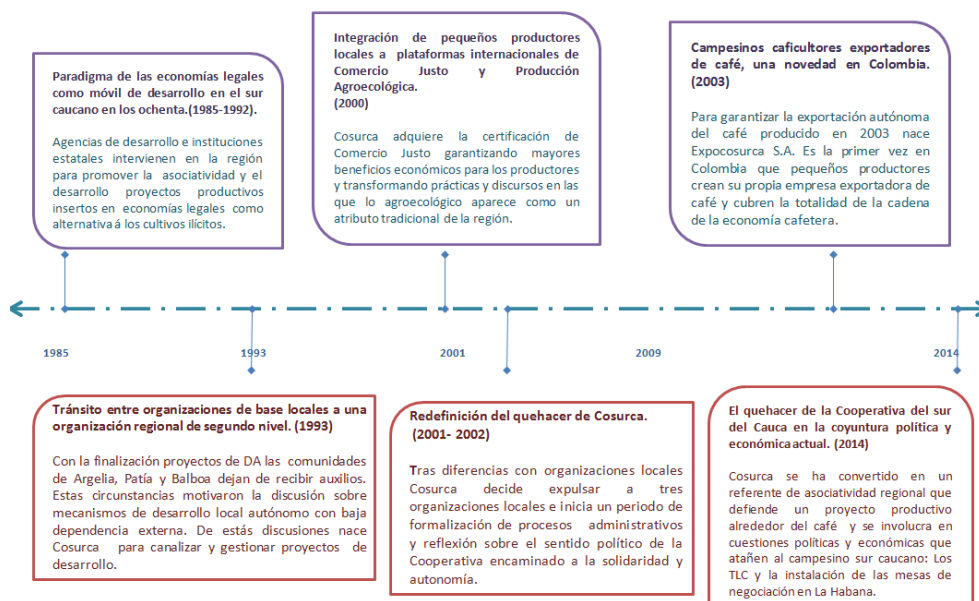 Paradigma de las economías legales
como móvil de desarrollo en el sur
caucano en los ochenta.(1985-1992).
Agencias de desarrollo e instituciones
estatales intervienen en la región
para promover la asociatividad y el
desarrollo proyectos productivos
insertos en economías legales como
alternativa á los cultivos ilícitos.
Integración de pequeños productores
locales a plataformas internacionales de
Comercio Justo y Producción
Agroecológica.
(2000)
Cosurca adquiere la certificación de
Comercio Justo garantizando mayores
beneficios económicos para los productores
y transformando prácticas y discursos en las
que lo agroecológico aparece como un
atributo tradicional de la región.
Campesinos caficultores exportadores
de café, una novedad en Colombia.
(2003)
Para garantizar la exportación autónoma
del café producido en 2003 nace
Expocosurca S.A. Es la primer vez en
Colombia que pequeños productores
crean su propia empresa exportadora de
café y cubren la totalidad de la cadena
de la economía cafetera.
1985 1993 2001 2009 2014
Tránsito entre organizaciones de base locales a una
organización regional de segundo nivel. (1993)
Con la finalización proyectos de DA las comunidades
de Argelia, Patía y Balboa dejan de recibir auxilios.
Estas circunstancias motivaron la discusión sobre
mecanismos de desarrollo local autónomo con baja
dependencia externa. De estás discusiones nace
Cosurca para canalizar y gestionar proyectos de
desarrollo.
Redefinición del quehacer de Cosurca.
(2001- 2002)
Tras diferencias con organizaciones locales
Cosurca decide expulsar a tres
organizaciones locales e inicia un periodo de
formalización de procesos administrativos
y reflexión sobre el sentido político de la
Cooperativa encaminado a la solidaridad y
autonomía.
El quehacer de la Cooperativa del sur
del Cauca en la coyuntura política y
económica actual. (2014)
Cosurca se ha convertido en un
referente de asociatividad regional que
defiende un proyecto productivo
alrededor del café y se involucra en
cuestiones políticas y económicas que
atañen al campesino sur caucano: Los
TLC y la instalación de las mesas de
negociación en La Habana.